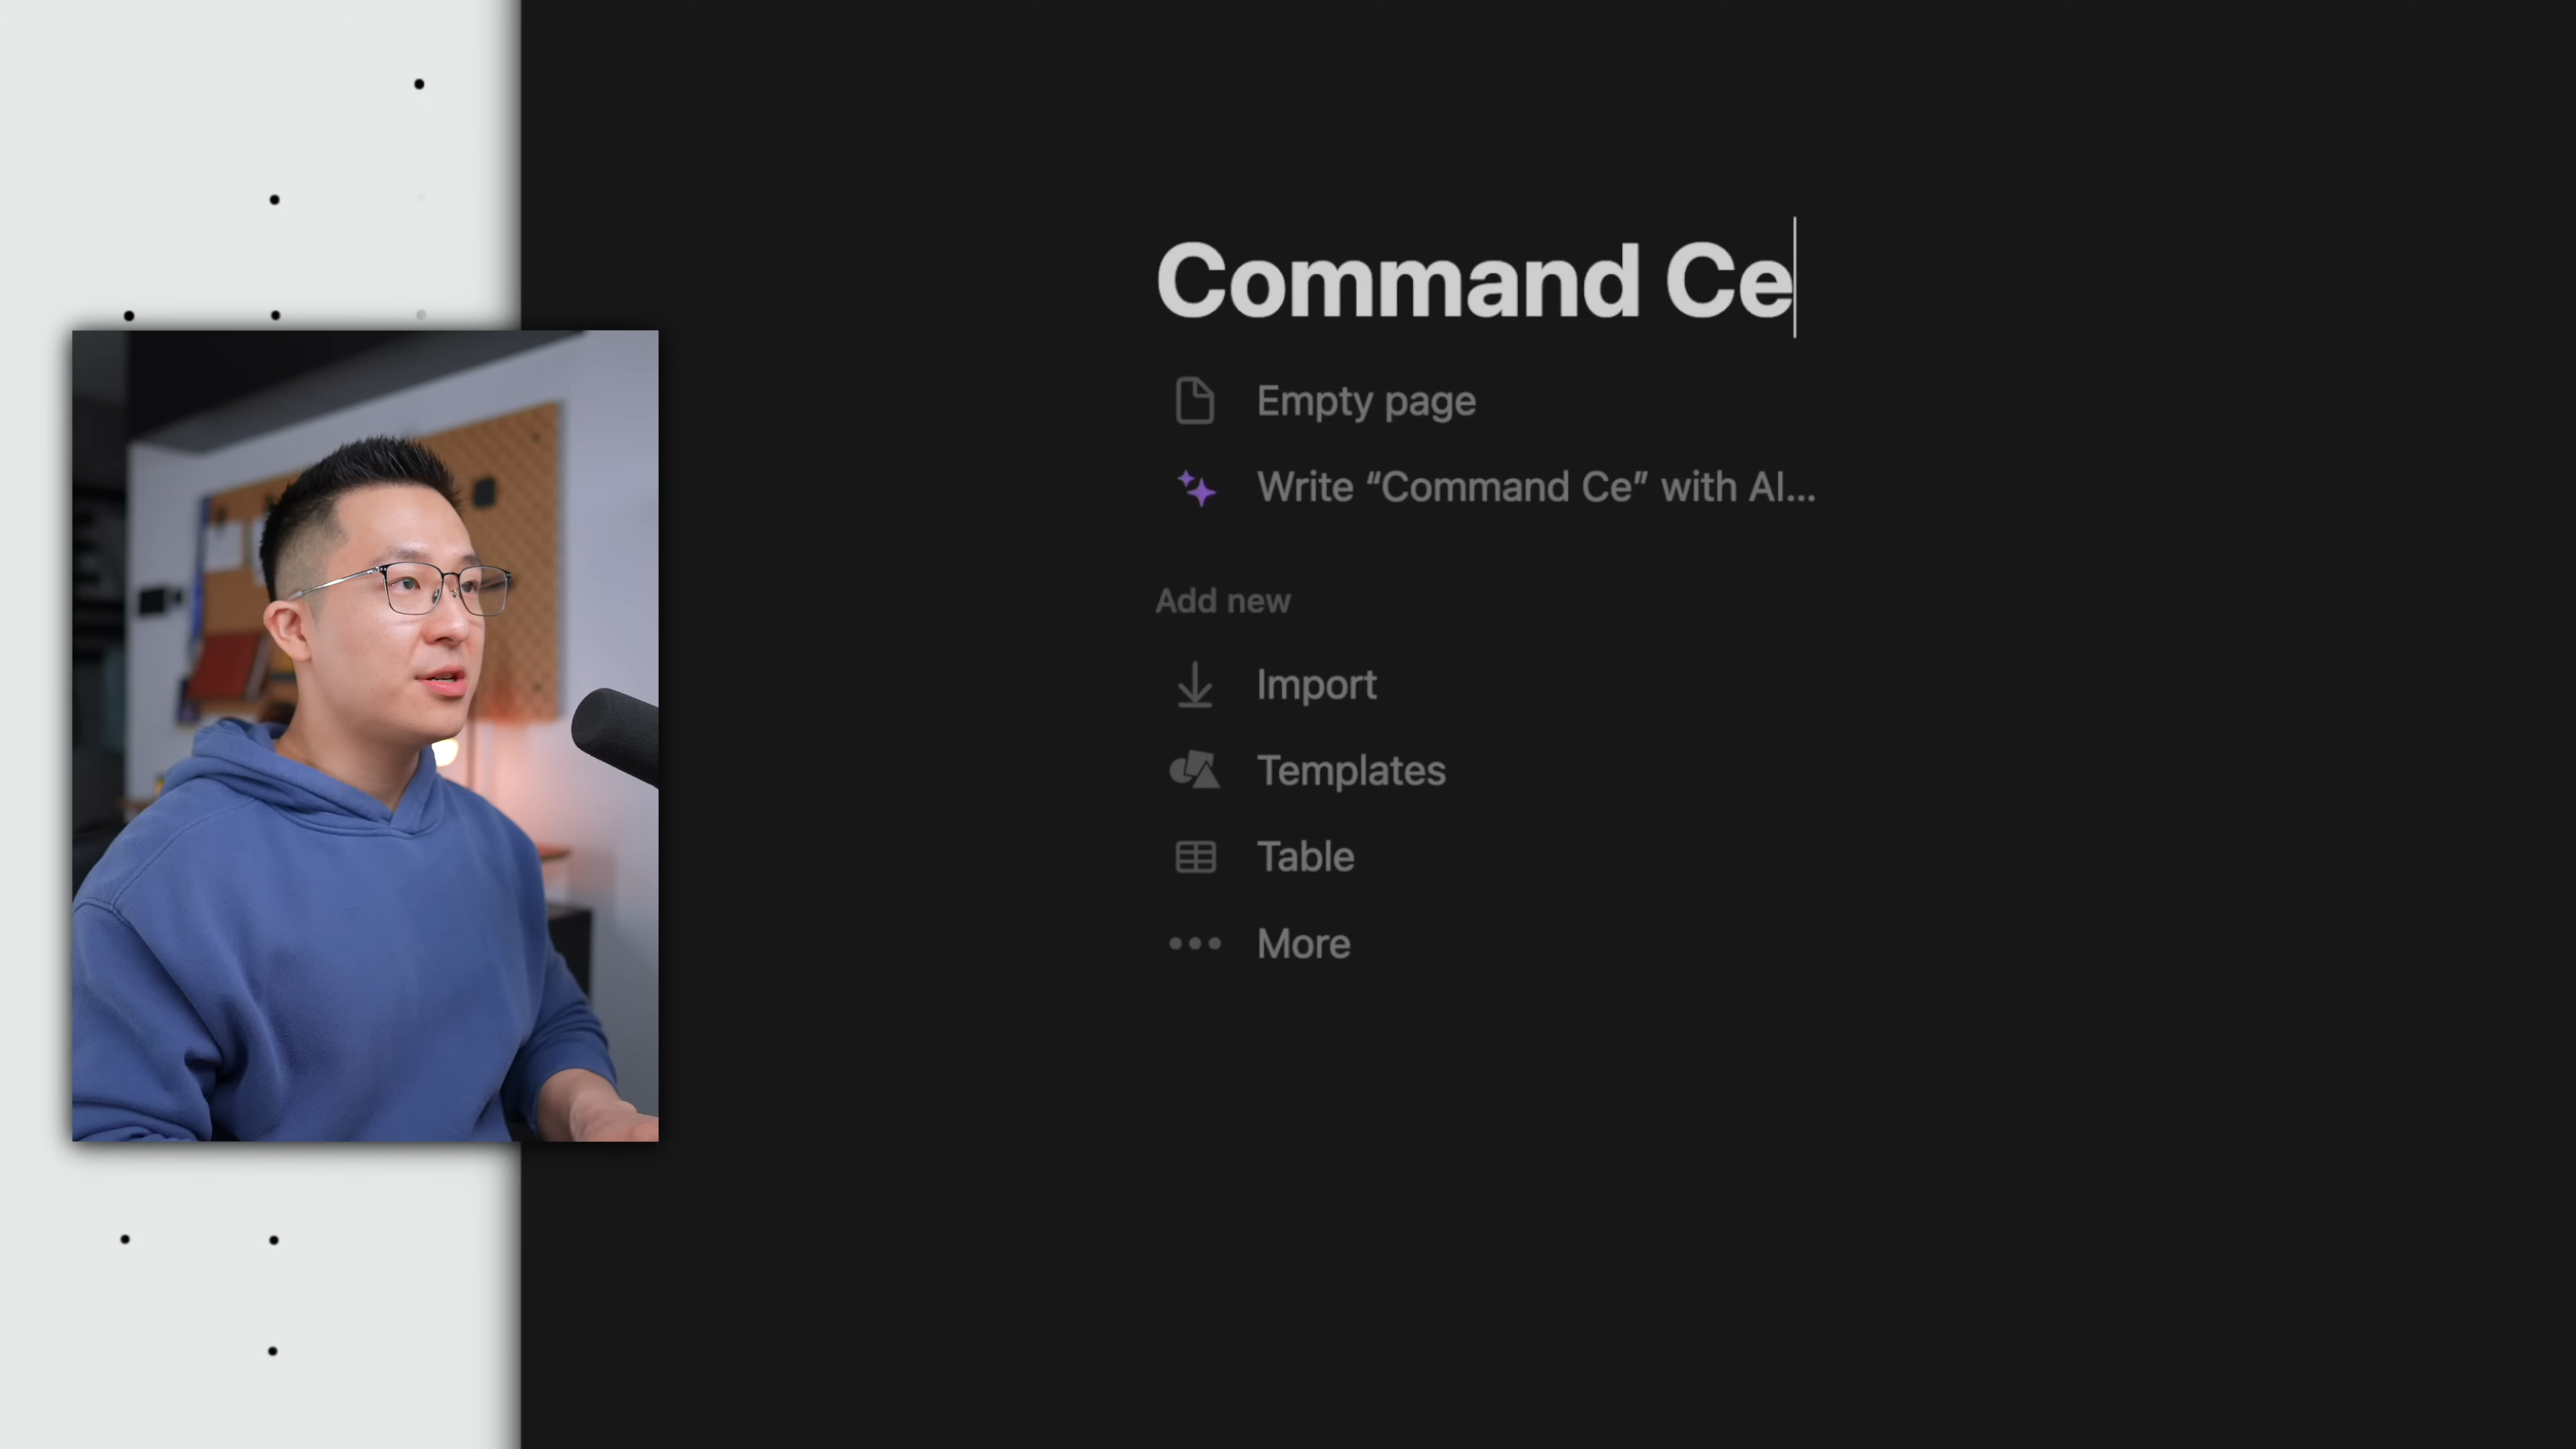 Command Ce
Empty page
Write “Command Ce” with AI...
Add new
Import
Templates
Table
More